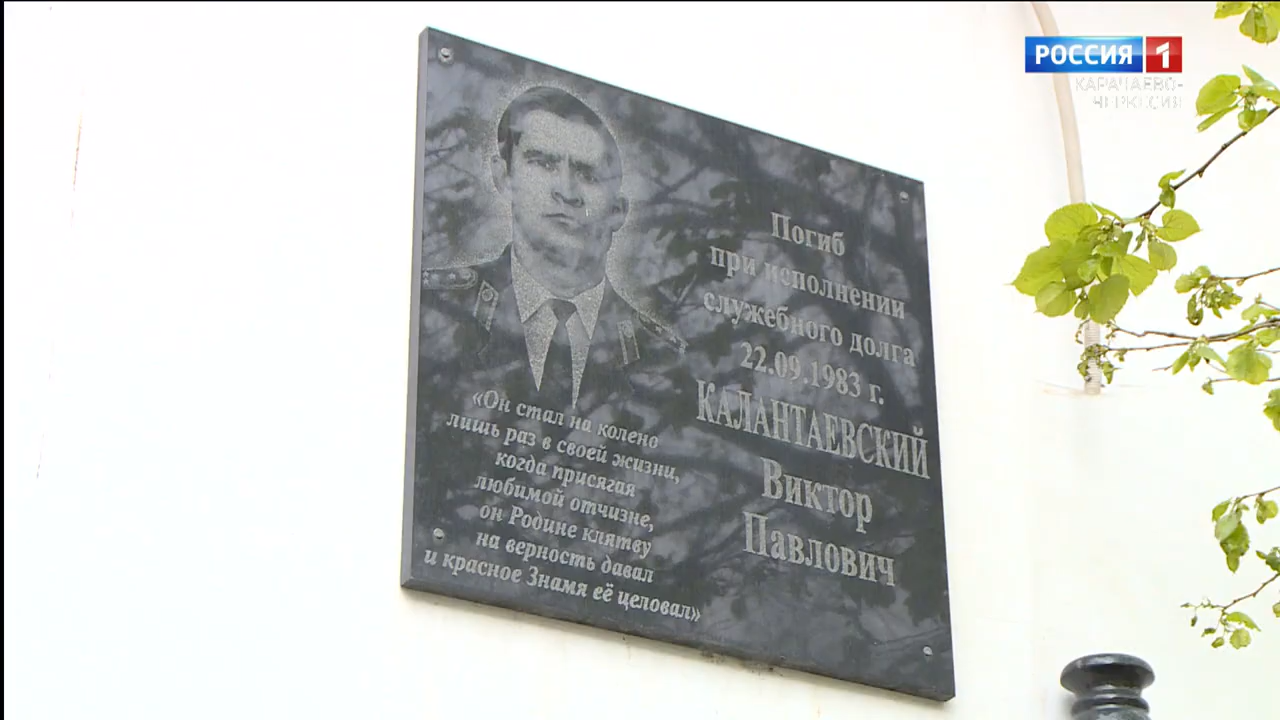 РОССИЯ 1
КАРАЧАЕВО-
ЧЕРКЕСИЯ
Погиб
при исполнении
служебного долга
22.09.1983 г.
КАЛАНТАЕВСКИЙ
Виктор
Павлович
«Он стал на колено
лишь раз в своей жизни,
когда присягая
любимой отчизне,
он Родине клятву
на верность давал
и красное Знамя её целовал»